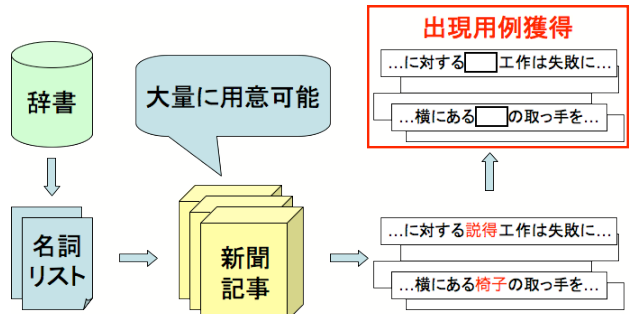 出現用例獲得
…に対する 工作は失敗に…
…横にある の取っ手を…
辞書
大量に用意可能
名詞
リスト
新聞
記事
…に対する説得工作は失敗に…
…横にある椅子の取っ手を…